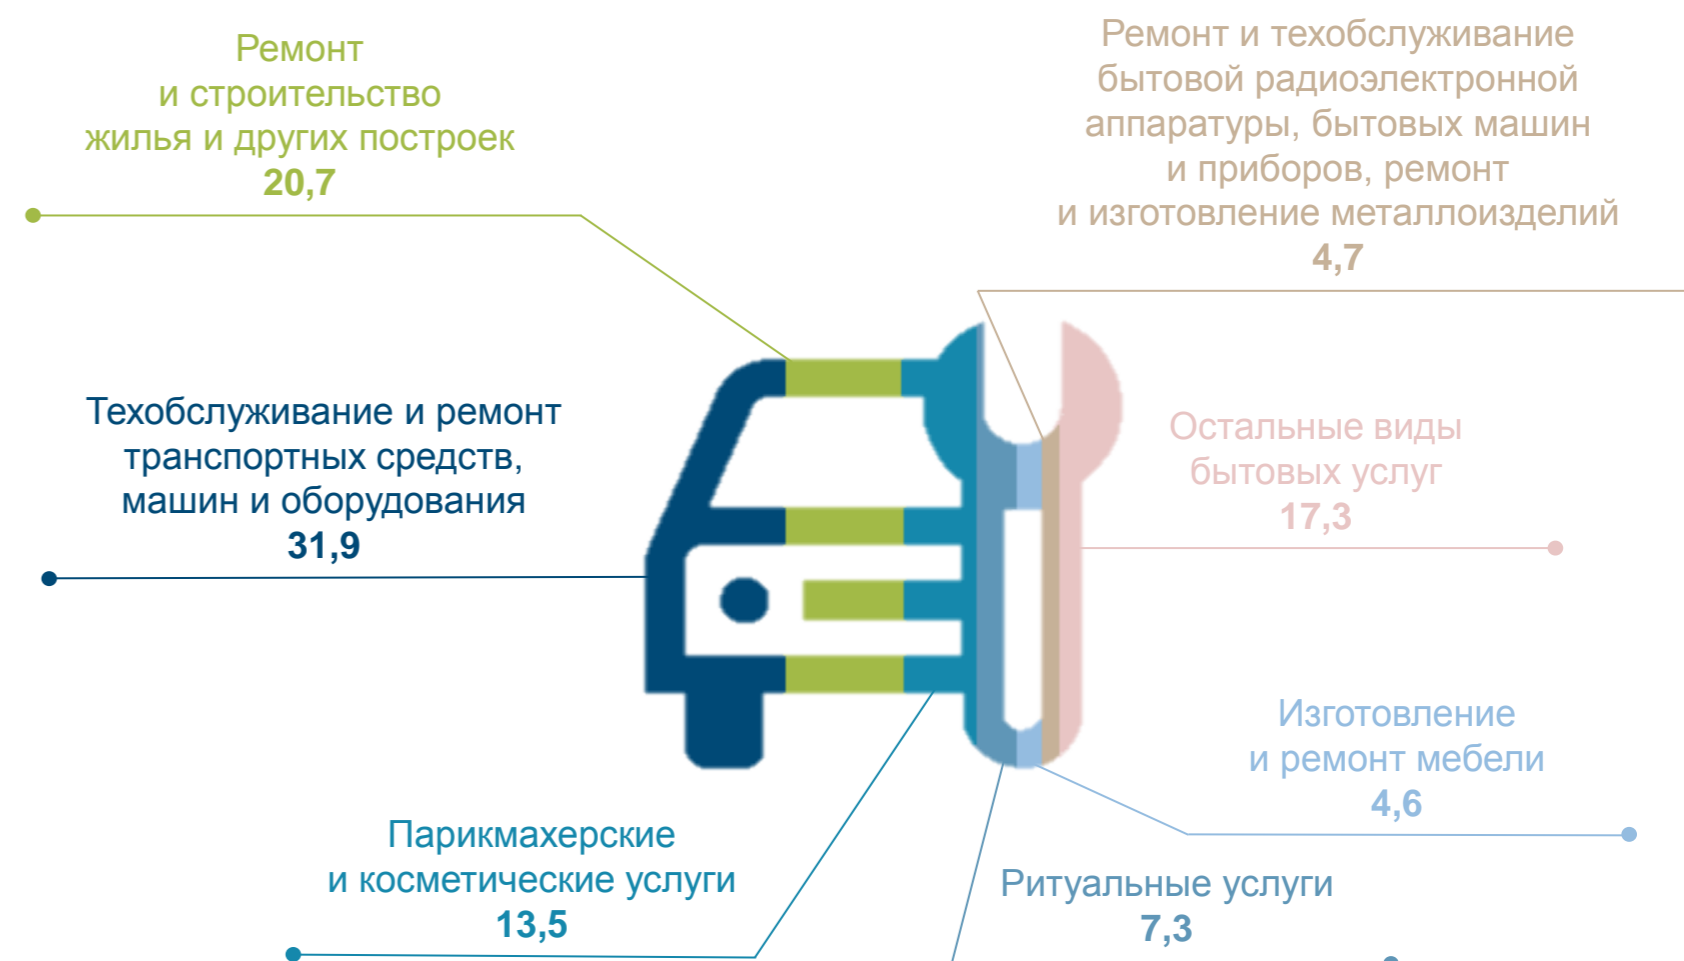 Ремонт
и строительство
жилья и других построек
20,7
Ремонт и техобслуживание
бытовой радиоэлектронной
аппаратуры, бытовых машин
и приборов, ремонт
и изготовление металлоизделий
4,7
Техобслуживание и ремонт
транспортных средств,
машин и оборудования
31,9
Остальные виды
бытовых услуг
17,3
Изготовление
и ремонт мебели
4,6
Парикмахерские
и косметические услуги
13,5
Ритуальные услуги
7,3